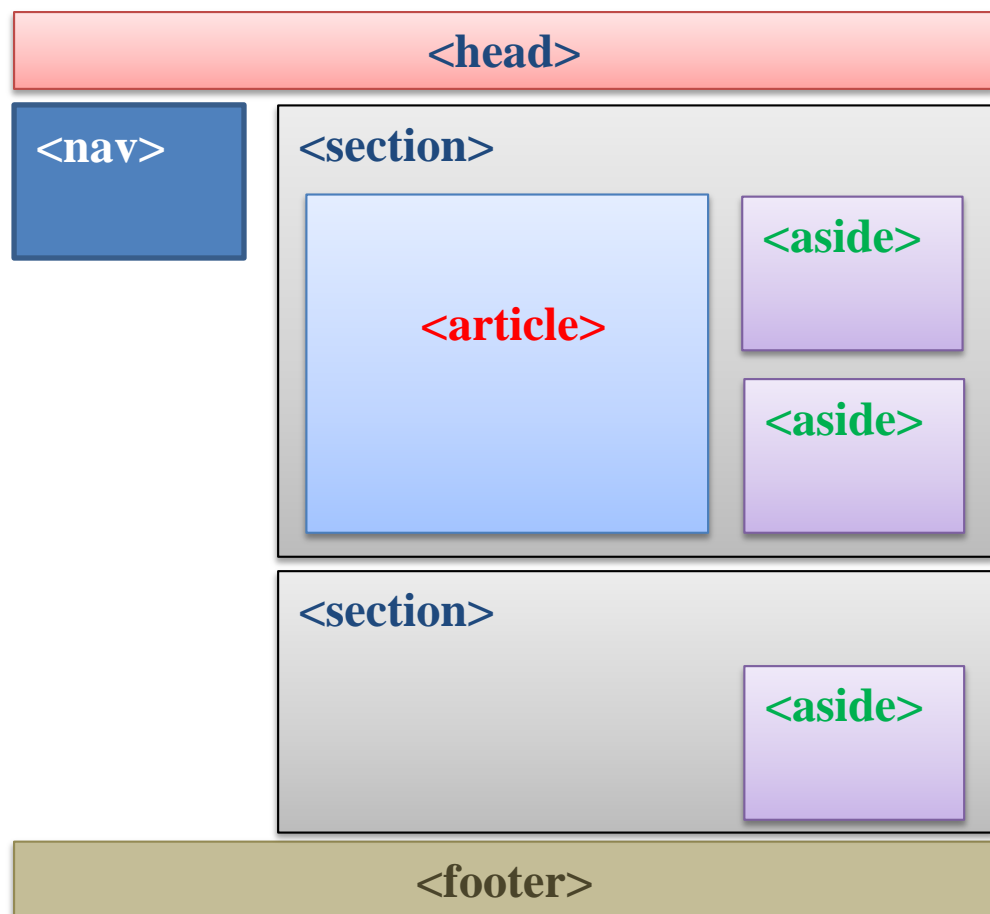 <head>
<nav>
<section>
<article>
<aside>
<aside>
<section>
<aside>
<footer>